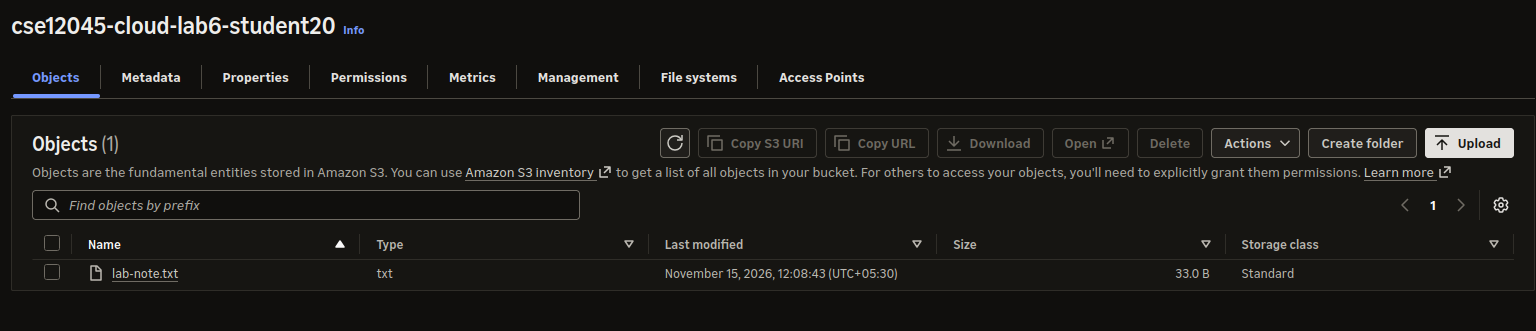 cse12045-cloud-lab6-student20 Info
Objects Metadata Properties Permissions Metrics Management File systems Access Points
Objects (1)
Copy S3 URI Copy URL Download Open Delete Actions Create folder Upload
Objects are the fundamental entities stored in Amazon S3. You can use Amazon S3 inventory to get a list of all objects in your bucket. For others to access your objects, you'll need to explicitly grant them permissions. Learn more
Find objects by prefix
1
Name Type Last modified Size Storage class
lab-note.txt txt November 15, 2026, 12:08:43 (UTC+05:30) 33.0 B Standard